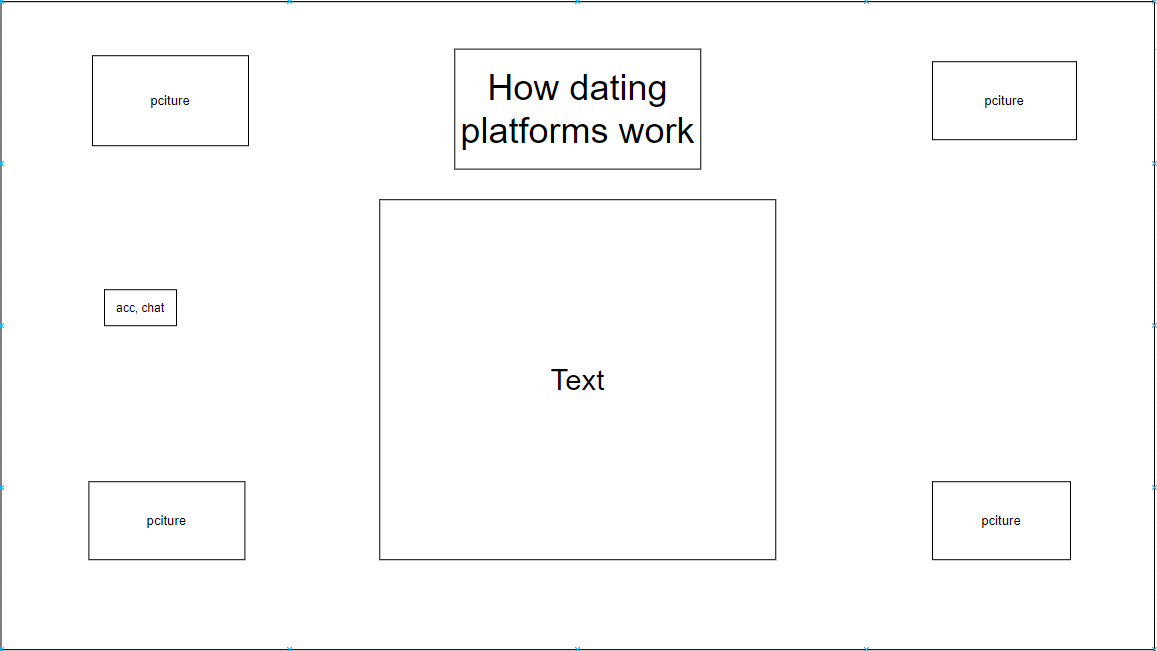 pciture
How dating
platforms work
pciture
acc, chat
Text
pciture
pciture